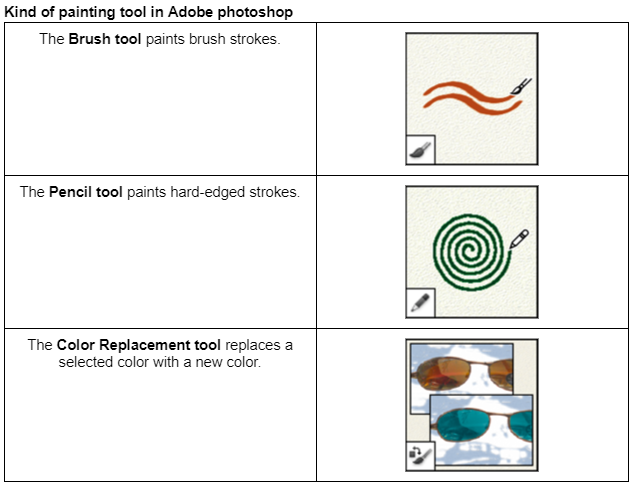 Kind of painting tool in Adobe photoshop
The Brush tool paints brush strokes.
The Pencil tool paints hard-edged strokes.
The Color Replacement tool replaces a
selected color with a new color.